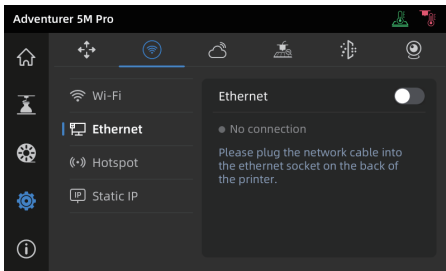 Adventurer 5M Pro
Wi-Fi
Ethernet
Hotspot
IP Static IP
Ethernet
No connection
Please plug the network cable into
the ethernet socket on the back of
the printer.